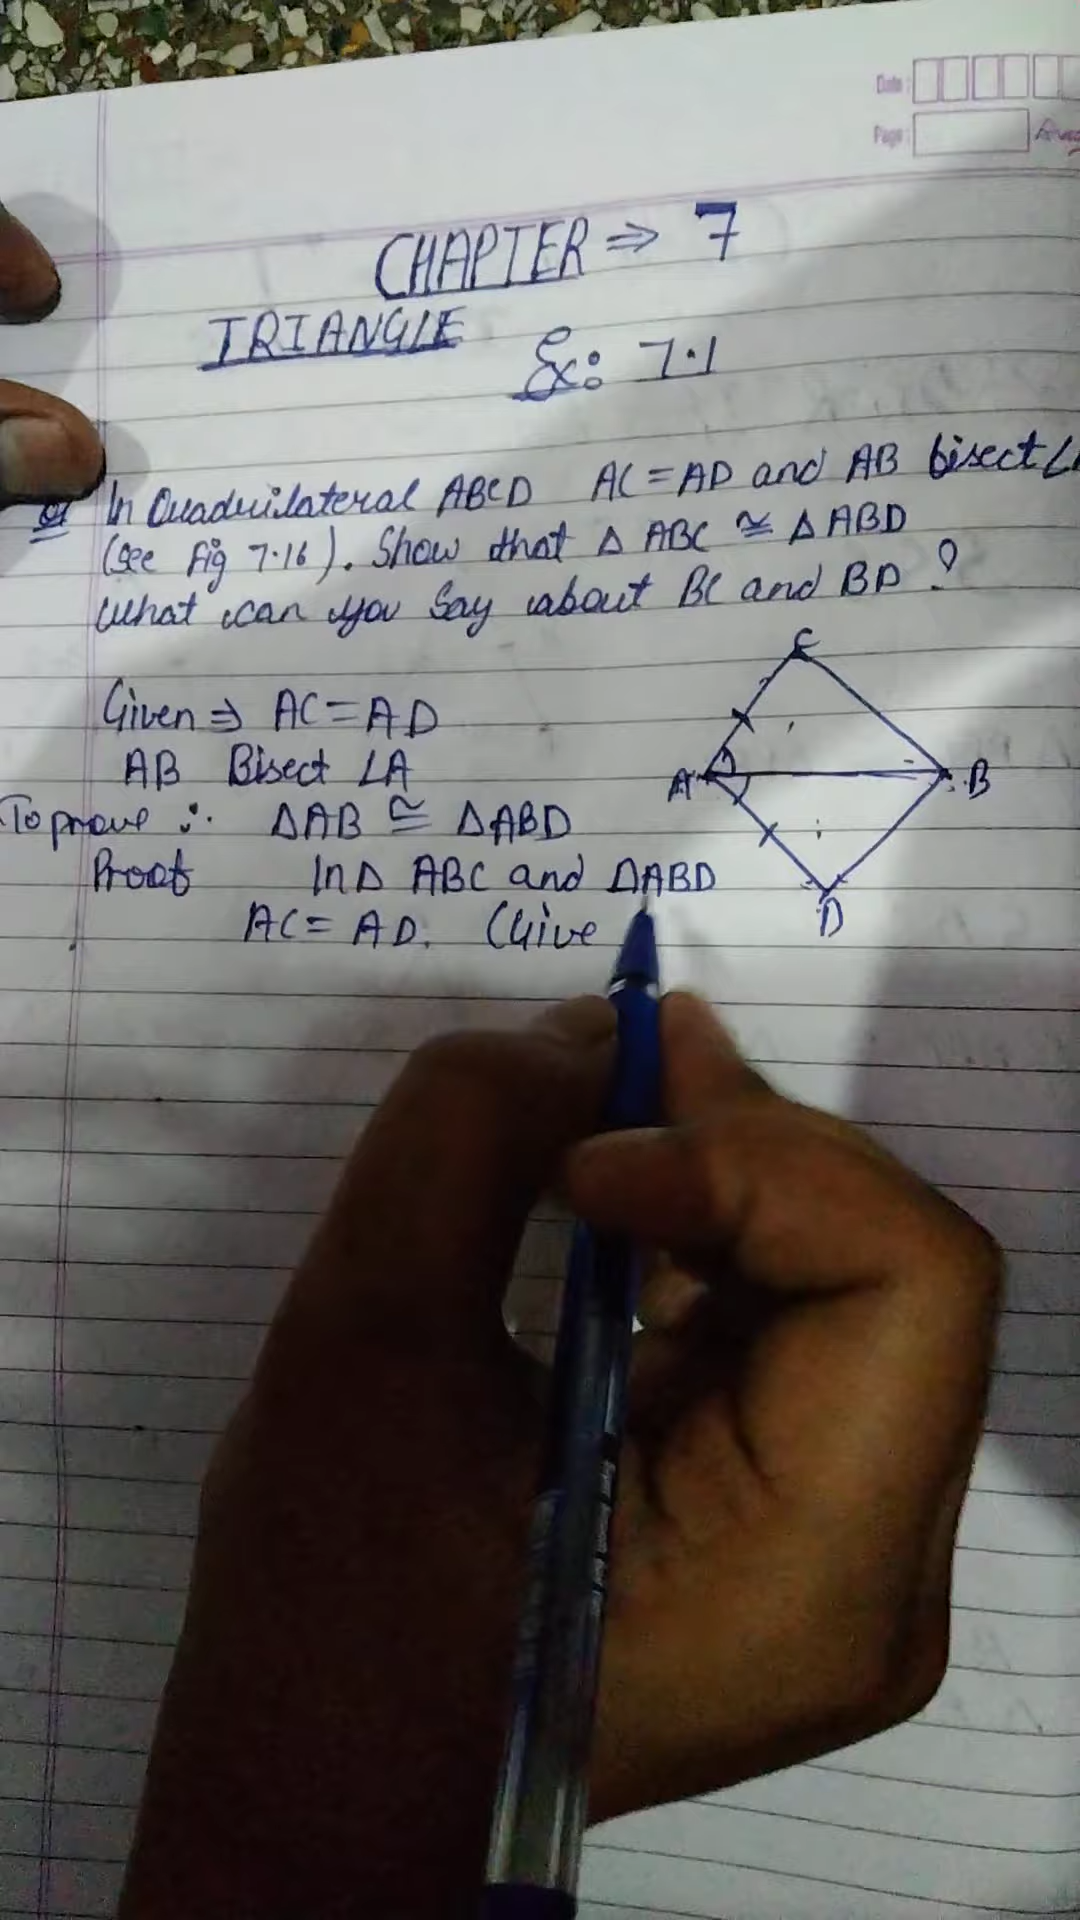 Date:
Page:
CHAPTER ⇒ 7
TRIANGLE
Ex: 7.1
Q1 In Quadrilateral ABCD AC = AD and AB bisect ∠
(see fig 7.16). Show that Δ ABC ≅ Δ ABD
What can you Say about BC and BD ?
Given ⇒ AC = AD
AB Bisect ∠A
To prove ∴ ΔAB ≅ ΔABD
Proof In Δ ABC and ΔABD
AC = AD. (Give
C
A
B
D